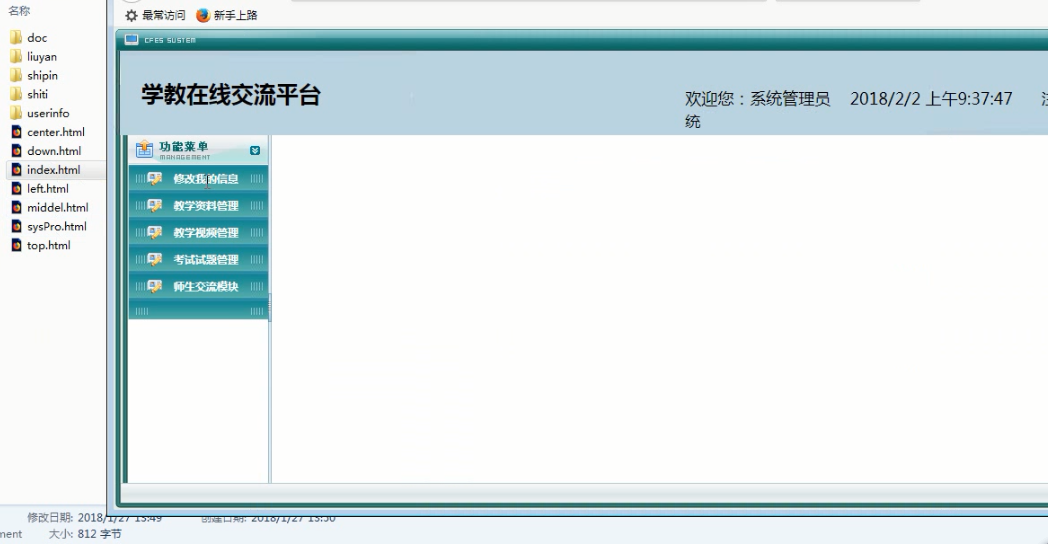 名称
doc
liuyan
shipin
shiti
userinfo
center.html
down.html
index.html
left.html
middel.html
sysPro.html
top.html
最常访问 新手上路
CFES SUSTEM
学教在线交流平台
欢迎您：系统管理员 2018/2/2 上午9:37:47
统
功能菜单
MANAGEMENT
修改我的信息
教学资料管理
教学视频管理
考试试题管理
师生交流模块
修改日期: 2018/1/27 13:49 创建日期: 2018/1/27 13:50
ment 大小: 812 字节